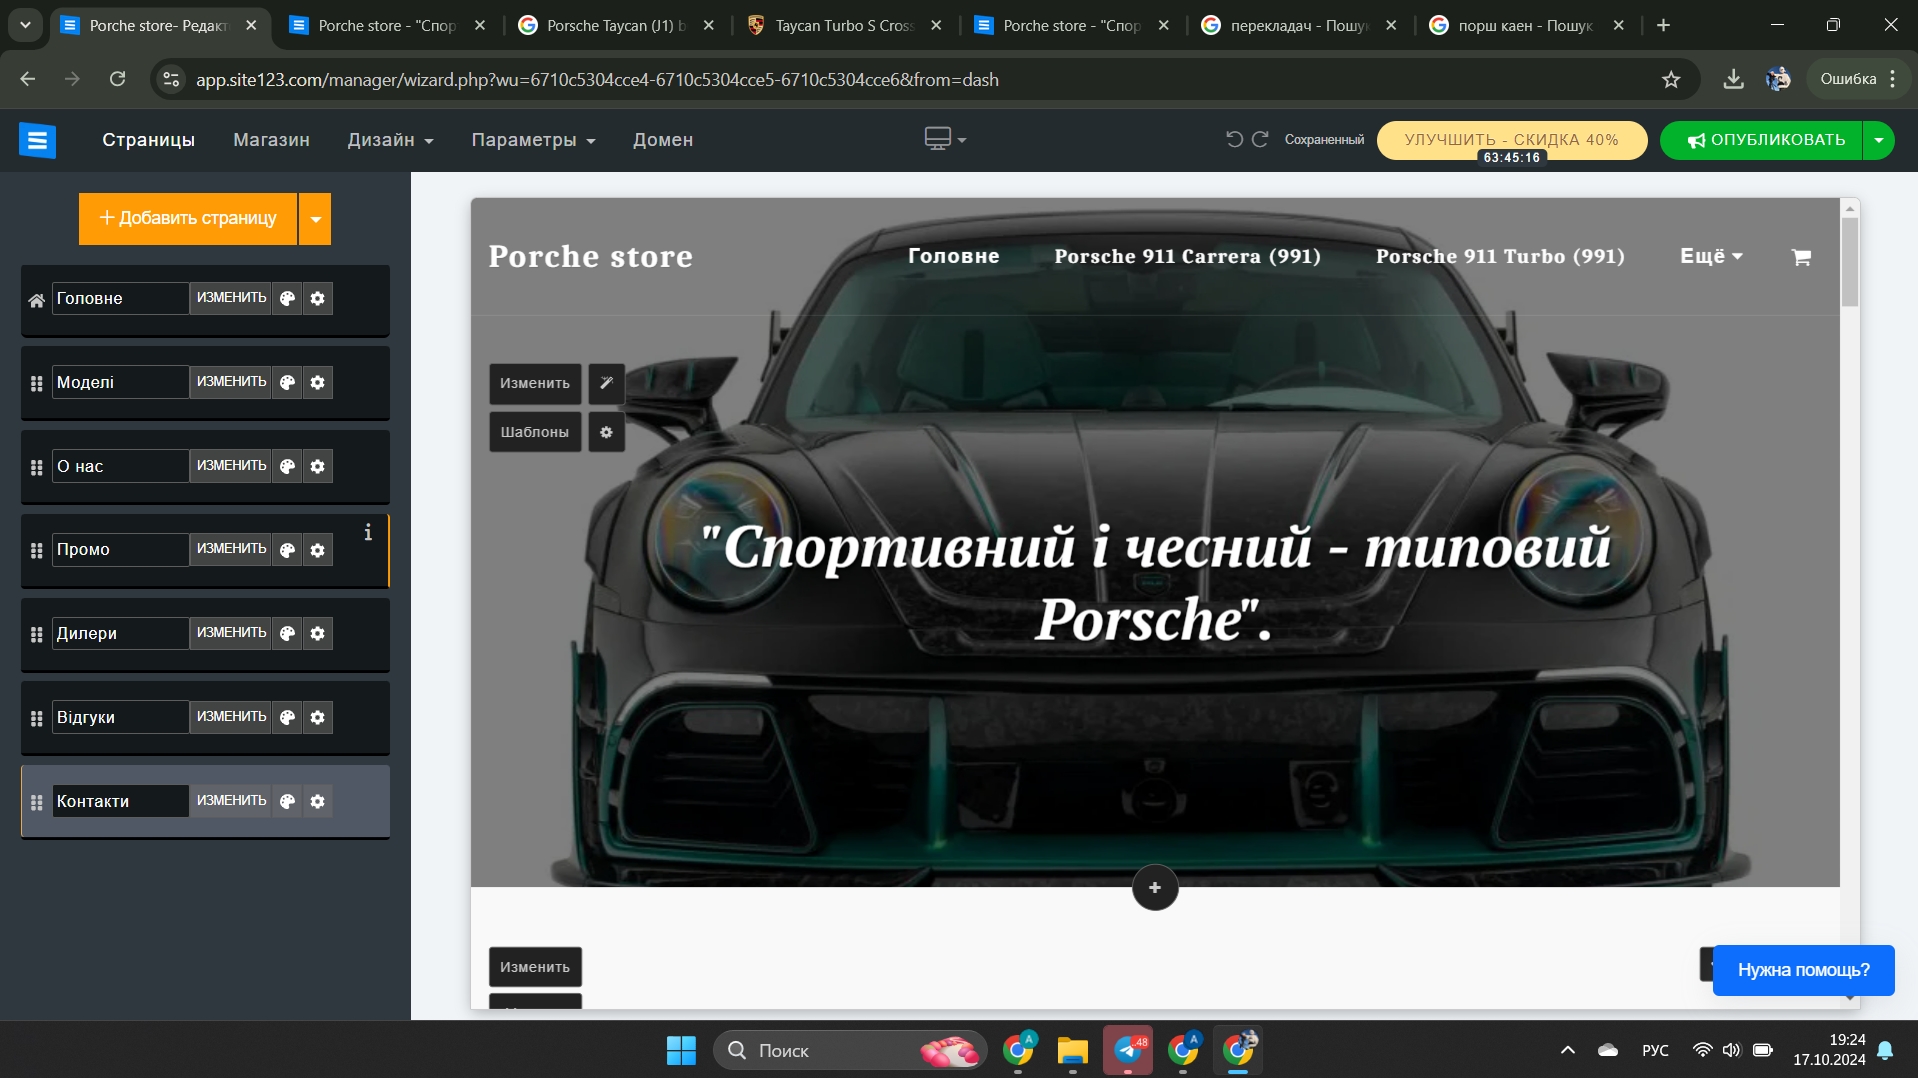 Porche store- Редакт
Porche store - "Спорт
Porsche Taycan (J1) b
Taycan Turbo S Cross
Porche store - "Спор
перекладач - Пошук
порш каен - Пошук
app.site123.com/manager/wizard.php?wu=6710c5304cce4-6710c5304cce5-6710c5304cce6&from=dash
Ошибка
Страницы
Магазин
Дизайн
Параметры
Домен
Сохраненный
УЛУЧШИТЬ - СКИДКА 40%
63:45:16
ОПУБЛИКОВАТЬ
+ Добавить страницу
Головне ИЗМЕНИТЬ
Моделі ИЗМЕНИТЬ
О нас ИЗМЕНИТЬ
Промо ИЗМЕНИТЬ
Дилери ИЗМЕНИТЬ
Відгуки ИЗМЕНИТЬ
Контакти ИЗМЕНИТЬ
Porche store
Головне
Porsche 911 Carrera (991)
Porsche 911 Turbo (991)
Ещё
Изменить
Шаблоны
"Спортивний і чесний - типовий
Porsche".
Изменить
Нужна помощь?
Поиск
A
48
A
РУС
19:24
17.10.2024